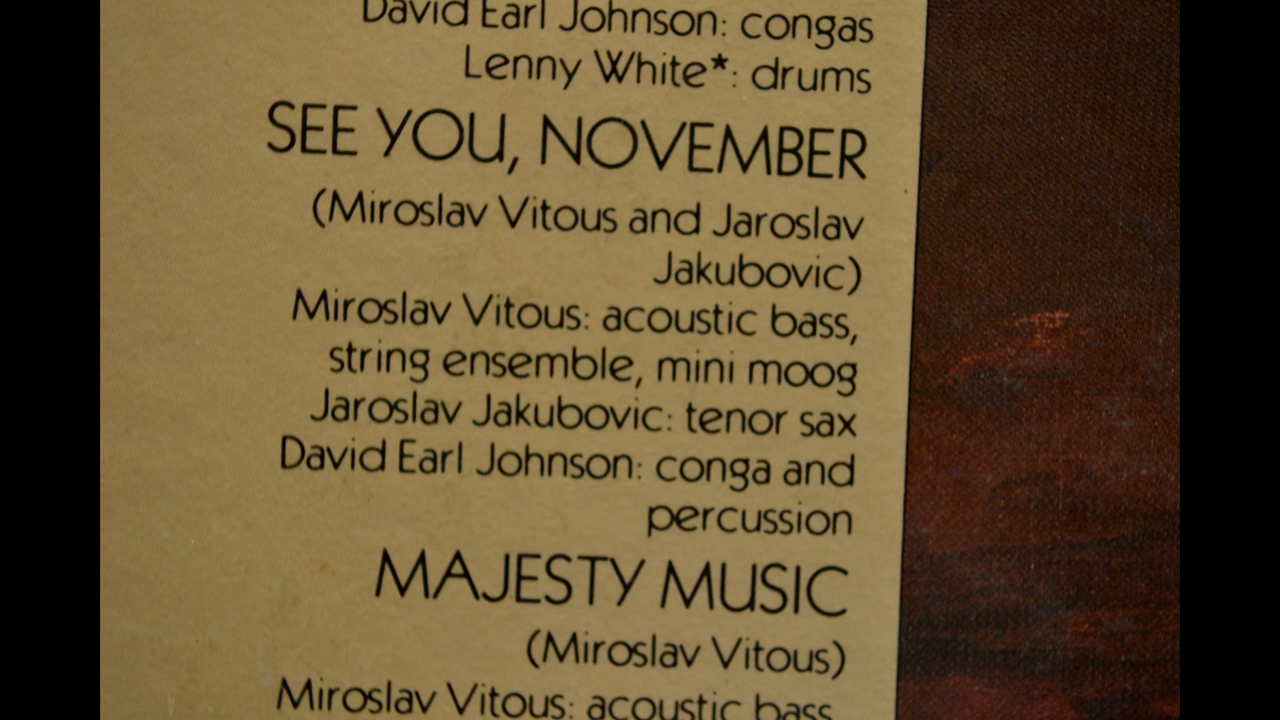 David Earl Johnson: congas
Lenny White*: drums
SEE YOU, NOVEMBER
(Miroslav Vitous and Jaroslav
Jakubovic)
Miroslav Vitous: acoustic bass,
string ensemble, mini moog
Jaroslav Jakubovic: tenor sax
David Earl Johnson: conga and
percussion
MAJESTY MUSIC
(Miroslav Vitous)
Miroslav Vitous: acoustic bass,